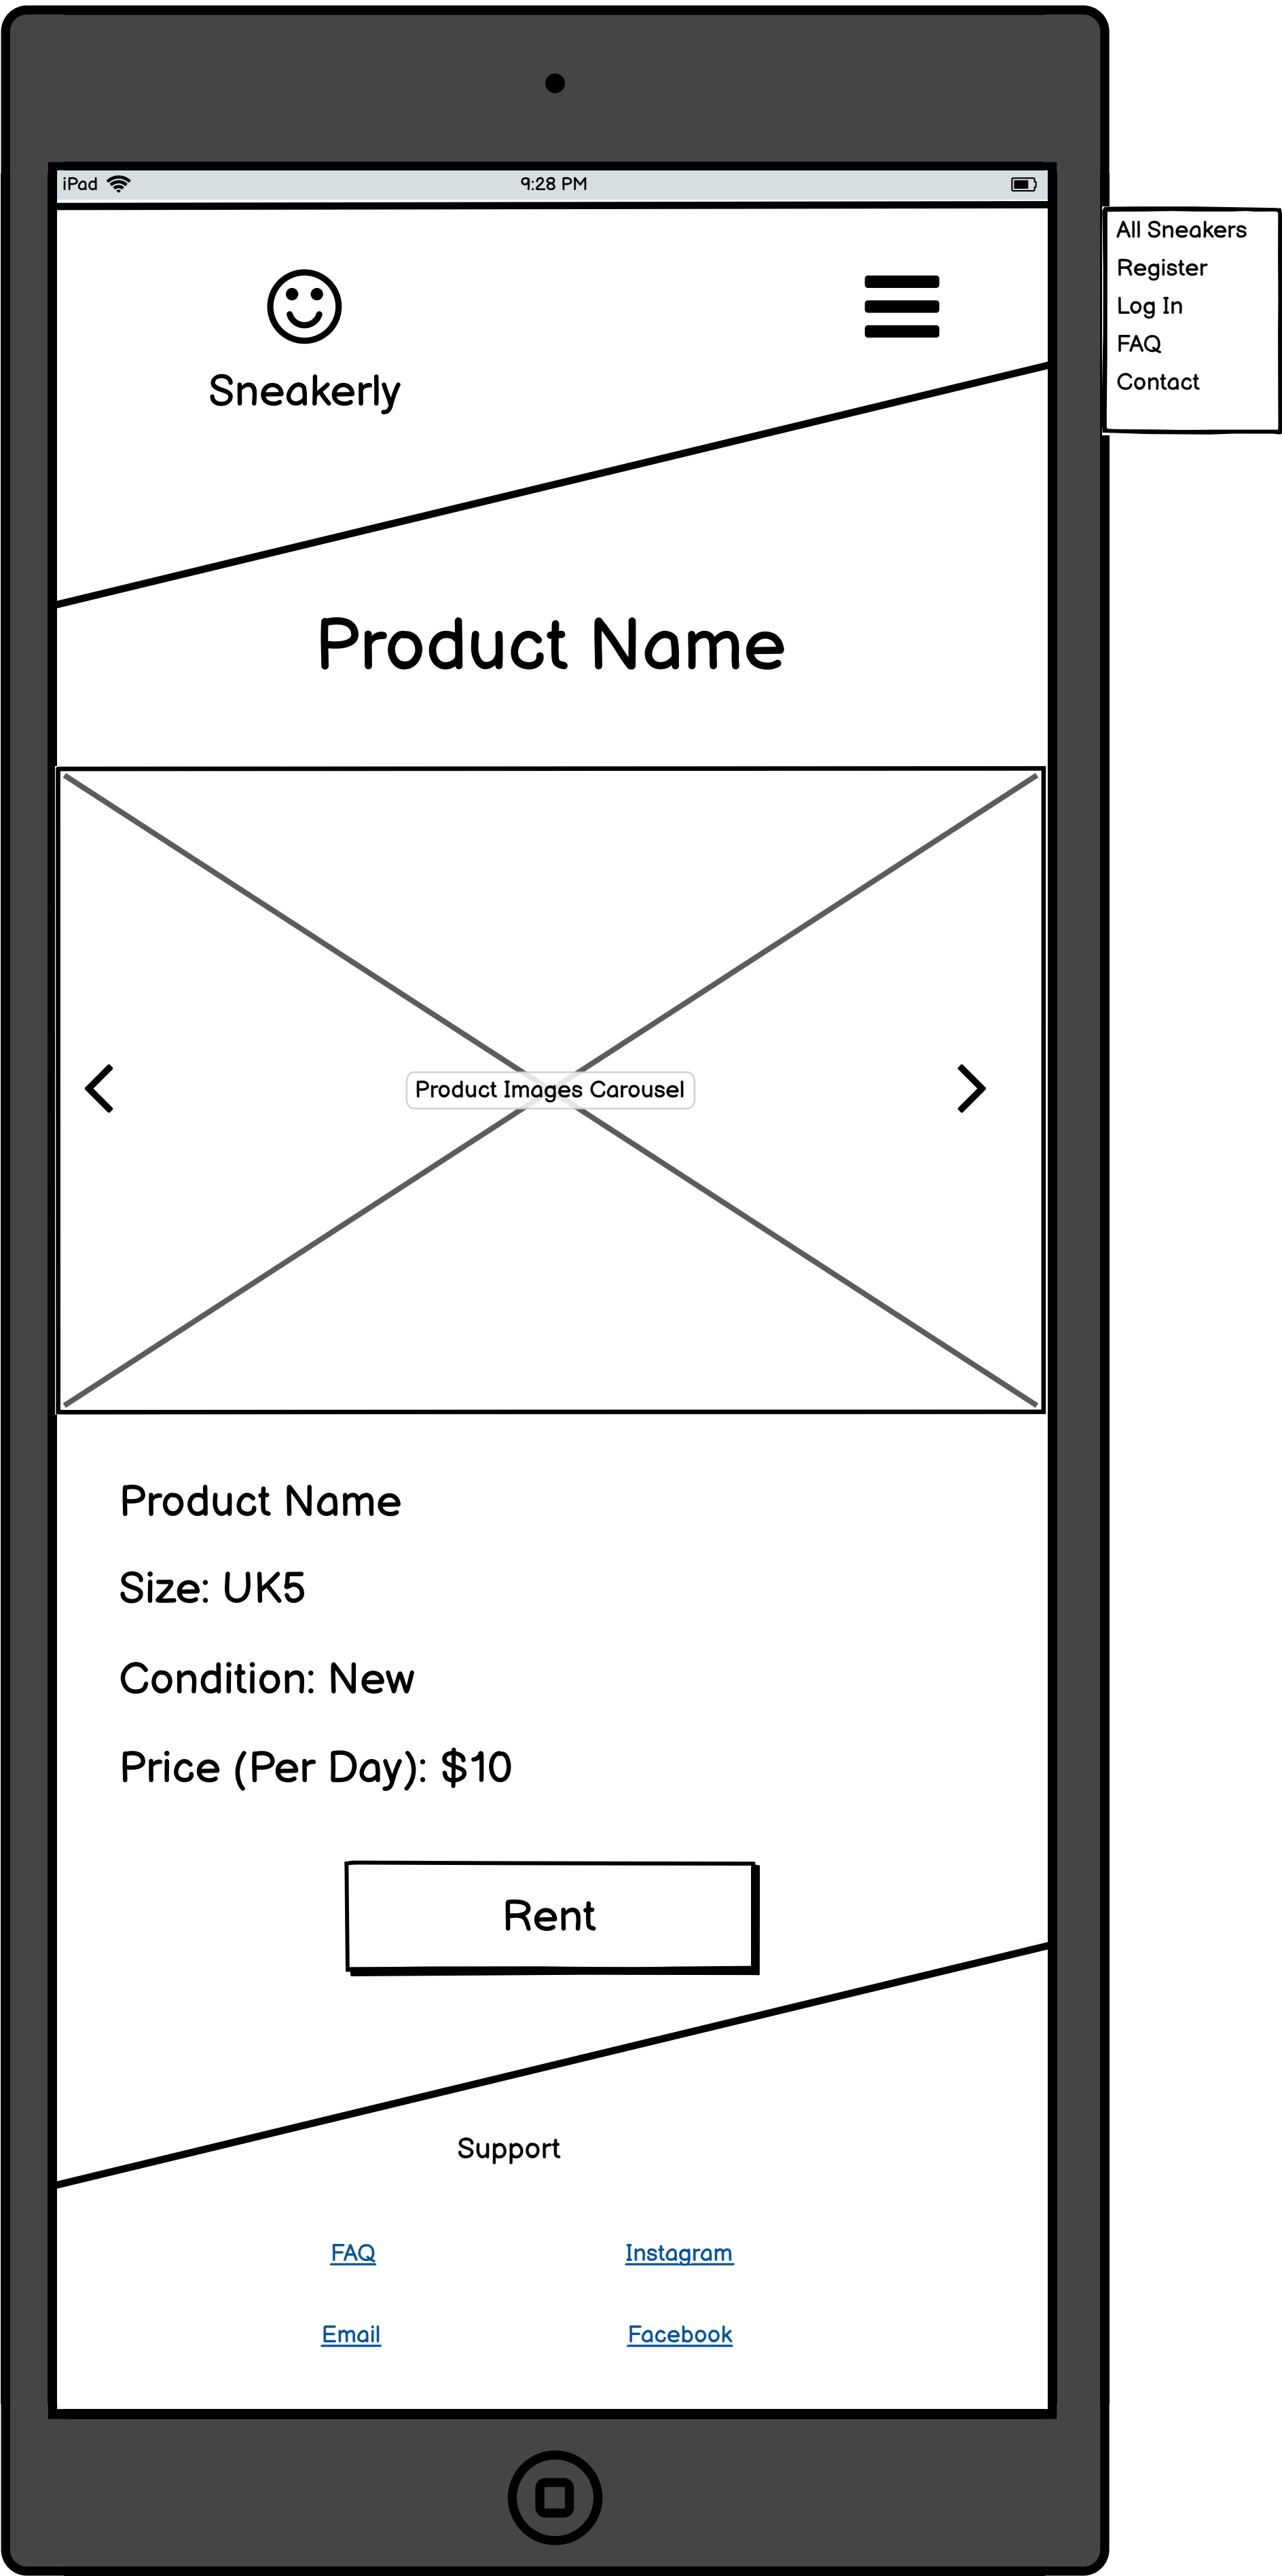 iPad
9:28 PM
All Sneakers
Register
Log In
FAQ
Contact
Sneakerly
Product Name
Product Images Carousel
Product Name
Size: UK5
Condition: New
Price (Per Day): $10
Rent
Support
FAQ
Instagram
Email
Facebook